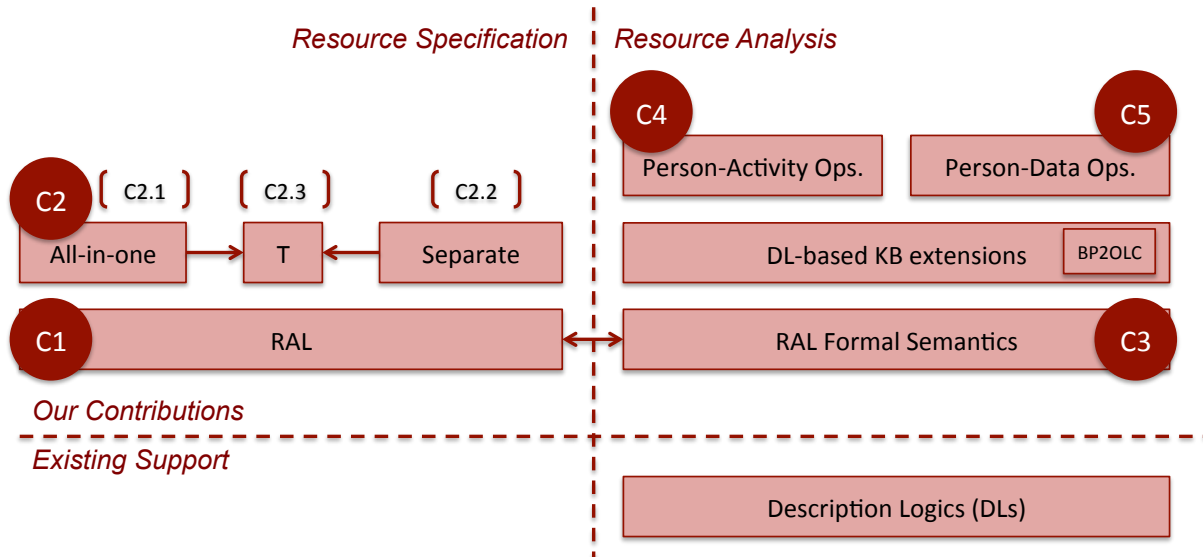 Resource Specification
Resource Analysis
C4
C5
Person-Activity Ops.
Person-Data Ops.
C2
C2.1
C2.3
C2.2
All-in-one
T
Separate
DL-based KB extensions
BP2OLC
C1
RAL
RAL Formal Semantics
C3
Our Contributions
Existing Support
Description Logics (DLs)